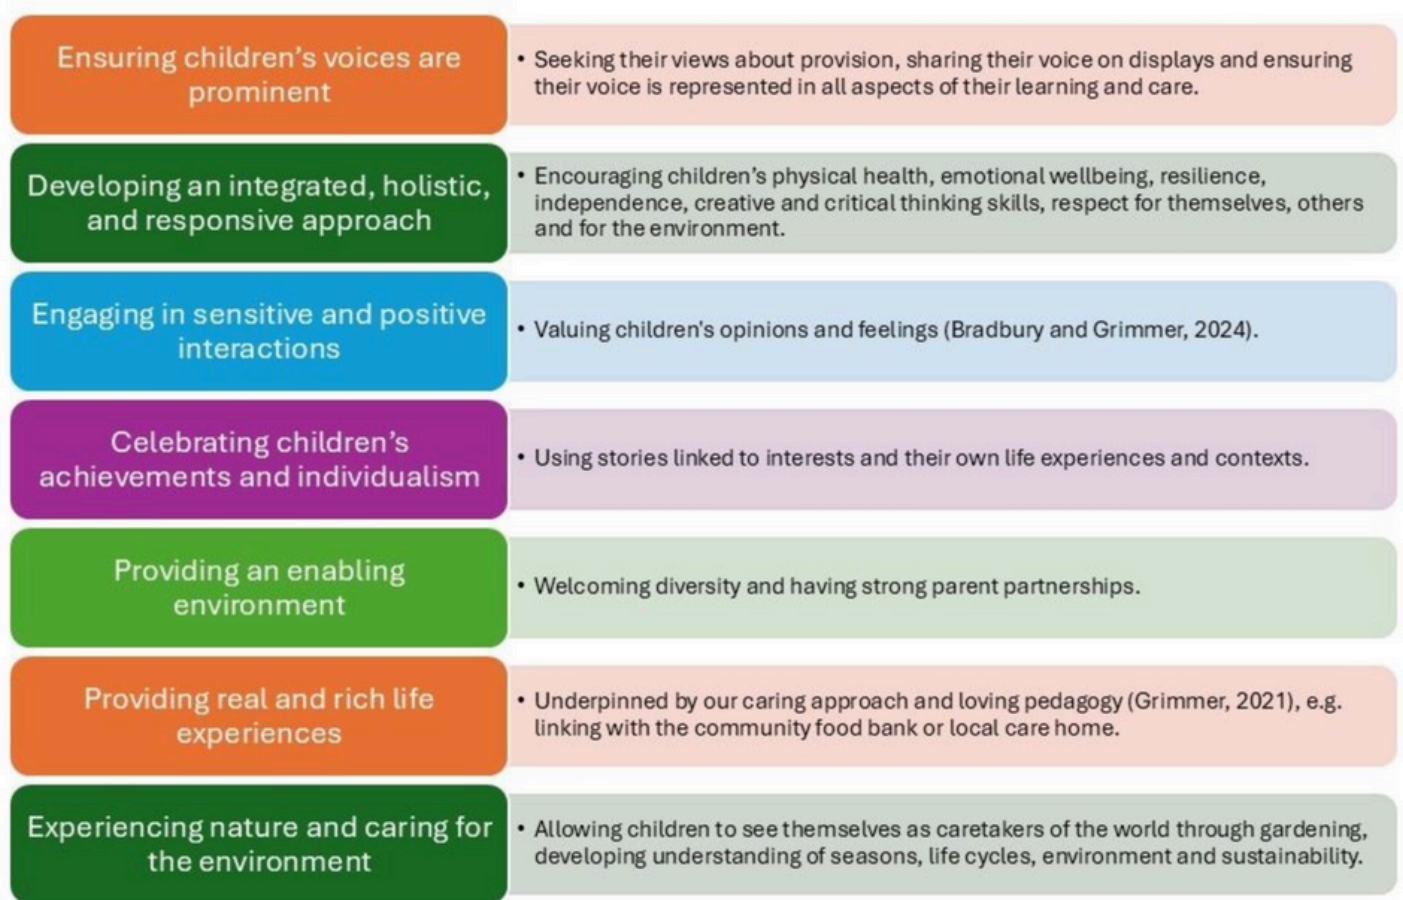 Ensuring children’s voices are
prominent
• Seeking their views about provision, sharing their voice on displays and ensuring
their voice is represented in all aspects of their learning and care.
Developing an integrated, holistic,
and responsive approach
• Encouraging children’s physical health, emotional wellbeing, resilience,
independence, creative and critical thinking skills, respect for themselves, others
and for the environment.
Engaging in sensitive and positive
interactions
• Valuing children's opinions and feelings (Bradbury and Grimmer, 2024).
Celebrating children’s
achievements and individualism
• Using stories linked to interests and their own life experiences and contexts.
Providing an enabling
environment
• Welcoming diversity and having strong parent partnerships.
Providing real and rich life
experiences
• Underpinned by our caring approach and loving pedagogy (Grimmer, 2021), e.g.
linking with the community food bank or local care home.
Experiencing nature and caring for
the environment
• Allowing children to see themselves as caretakers of the world through gardening,
developing understanding of seasons, life cycles, environment and sustainability.